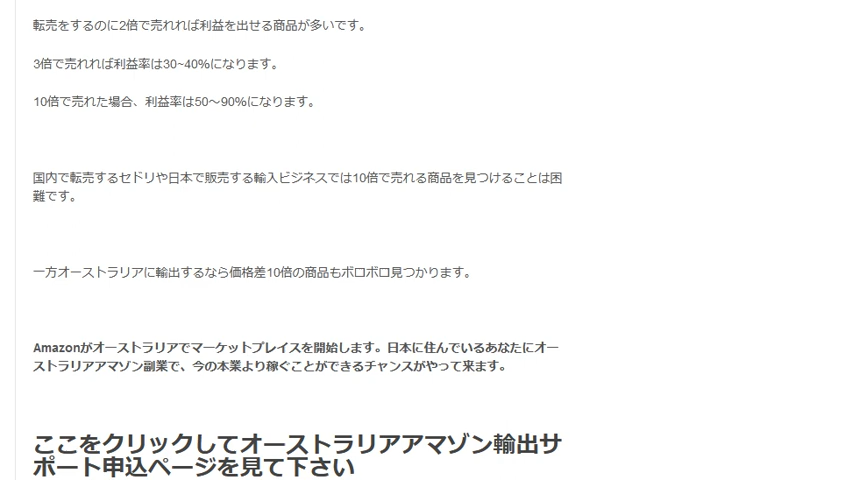 転売をするのに2倍で売れれば利益を出せる商品が多いです。
3倍で売れれば利益率は30~40%になります。
10倍で売れた場合、利益率は50～90%になります。
国内で転売するセドリや日本で販売する輸入ビジネスでは10倍で売れる商品を見つけることは困
難です。
一方オーストラリアに輸出するなら価格差10倍の商品もボロボロ見つかります。
Amazonがオーストラリアでマーケットプレイスを開始します。日本に住んでいるあなたにオー
ストラリアアマゾン副業で、今の本業より稼ぐことができるチャンスがやって来ます。
ここをクリックしてオーストラリアアマゾン輸出サ
ポート申込ページを見て下さい